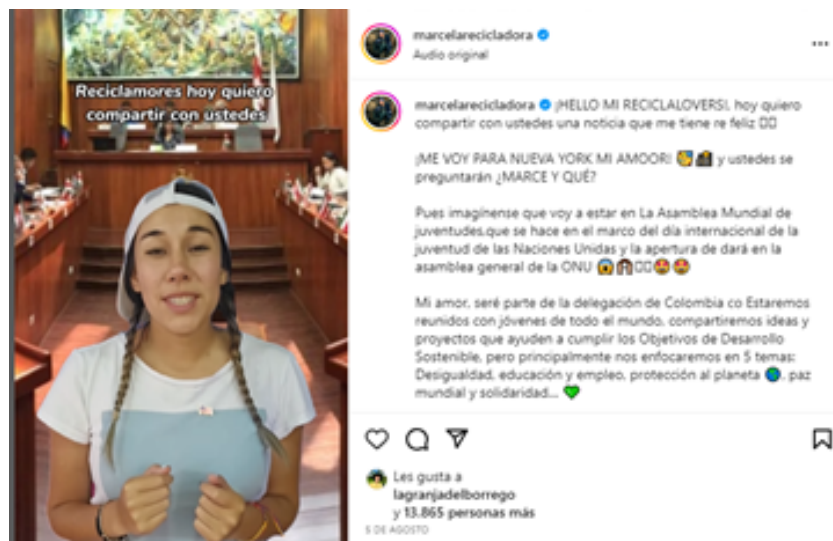 Reciclamores hoy quiero
compartir con ustedes
marcelarecicladora
Audio original
marcelarecicladora ¡HELLO MI RECICLALOVERS!, hoy quiero
compartir con ustedes una noticia que me tiene re feliz
¡ME VOY PARA NUEVA YORK MI AMOOR! y ustedes se
preguntarán ¿MARCE Y QUÉ?
Pues imagínense que voy a estar en La Asamblea Mundial de
juventudes,que se hace en el marco del día internacional de la
juventud de las Naciones Unidas y la apertura de dará en la
asamblea general de la ONU
Mi amor, seré parte de la delegación de Colombia co Estaremos
reunidos con jóvenes de todo el mundo, compartiremos ideas y
proyectos que ayuden a cumplir los Objetivos de Desarrollo
Sostenible, pero principalmente nos enfocaremos en 5 temas:
Desigualdad, educación y empleo, protección al planeta 🌎, paz
mundial y solidaridad... 💚
Les gusta a
lagranjadelborrego
y 13.865 personas más
5 DE AGOSTO